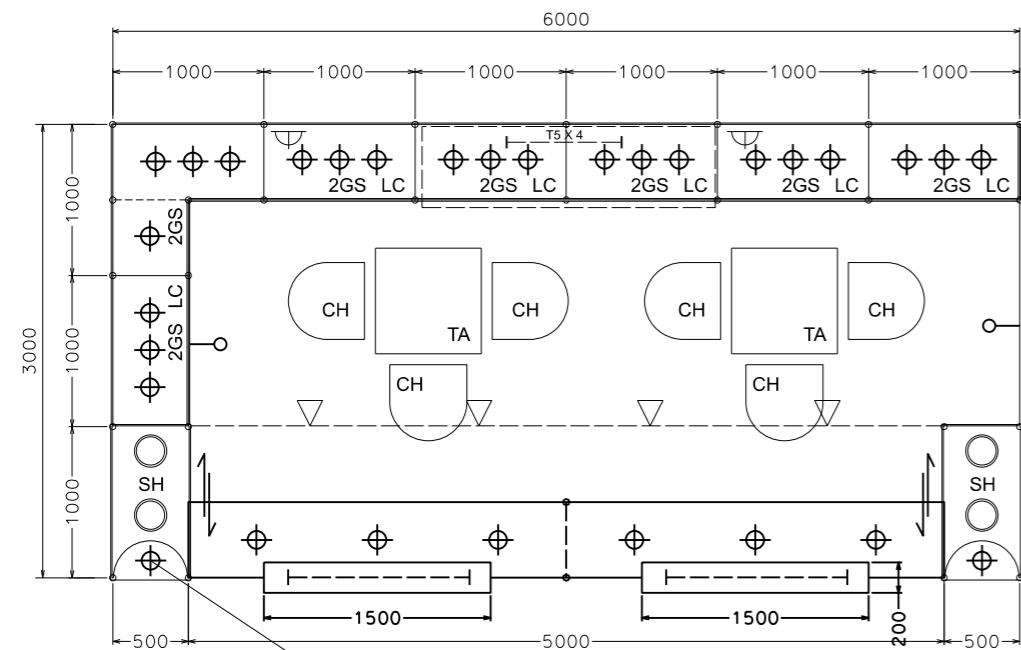 6000
1000 1000 1000 1000 1000 1000
T5 X 4
2GS LC 2GS LC 2GS LC 2GS LC 2GS LC
1000
2GS
CH CH CH CH
TA TA
LC
2GS
3000
1000
CH CH
SH SH
1000
1500 1500
200
500 5000 500